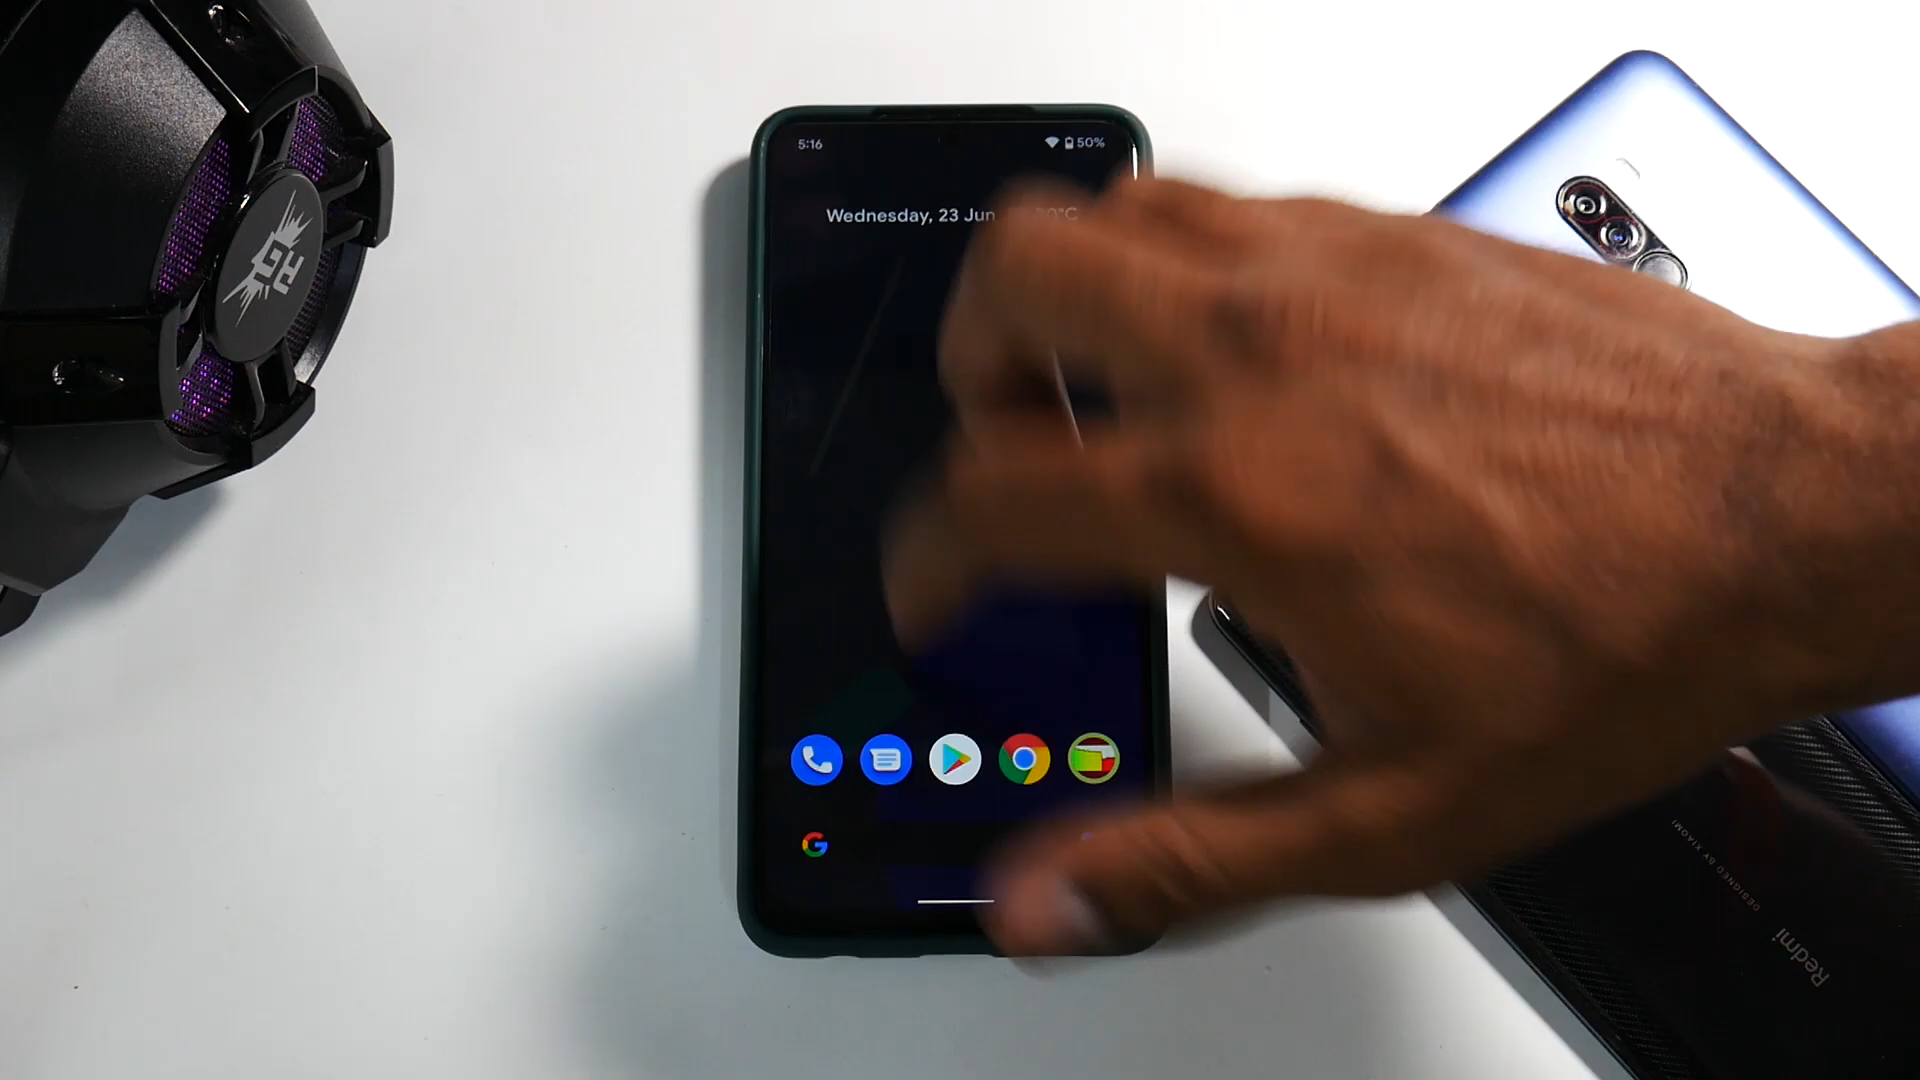 5:16
50%
Wednesday, 23 Jun
°C
G
DESIGNED BY XIAOMI
Redmi